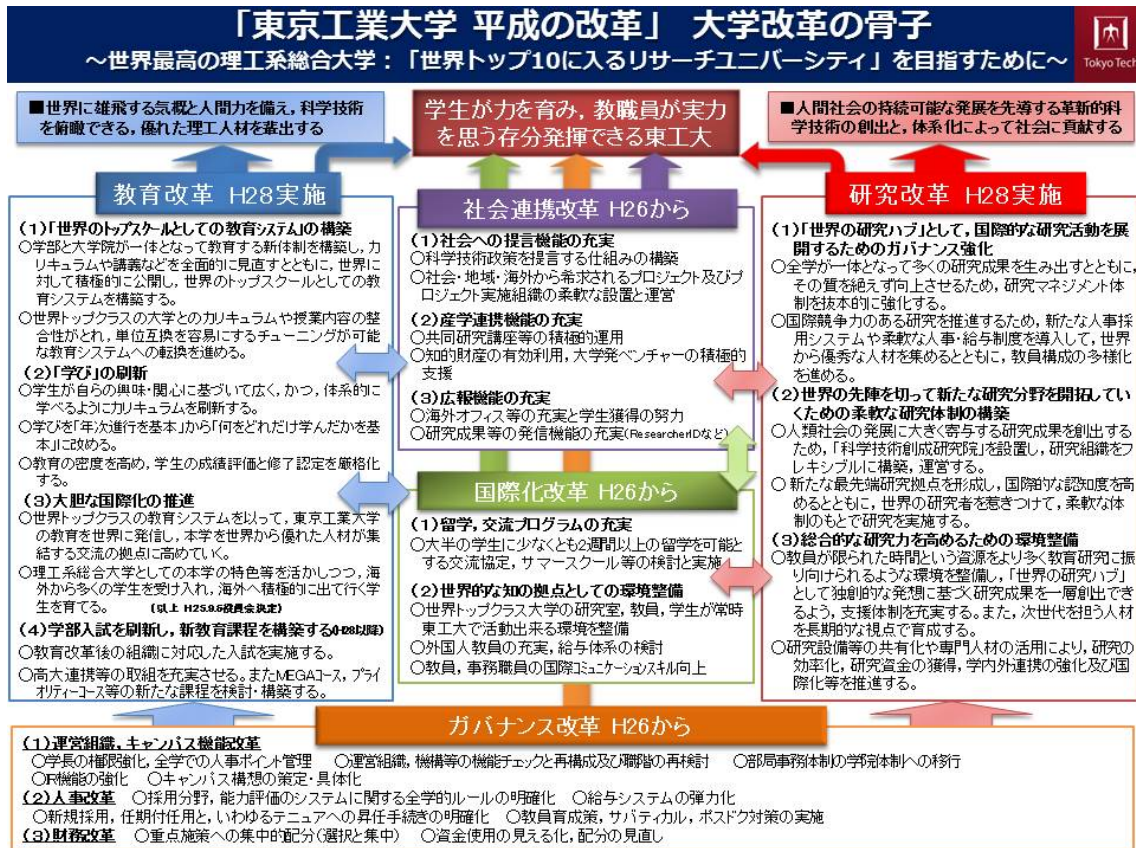 「東京工業大学 平成の改革」 大学改革の骨子
～世界最高の理工系総合大学：「世界トップ10に入るリサーチユニバーシティ」を目指すために～
Tokyo Tech
■世界に雄飛する気概と人間力を備え，科学技術
を俯瞰できる，優れた理工人材を輩出する
学生が力を育み，教職員が実力
を思う存分発揮できる東工大
■人間社会の持続可能な発展を先導する革新的科
学技術の創出と，体系化によって社会に貢献する
教育改革 H28実施
(1)「世界のトップスクールとしての教育システム」の構築
○学部と大学院が一体となって教育する新体制を構築し，カ
リキュラムや講義などを全面的に見直すとともに，世界に
対して積極的に公開し，世界のトップスクールとしての教
育システムを構築する。
○世界トップクラスの大学とのカリキュラムや授業内容の整
合性がとれ，単位互換を容易にするチューニングが可能
な教育システムへの転換を進める。
(2)「学び」の刷新
○学生が自らの興味・関心に基づいて広く，かつ，体系的に
学べるようにカリキュラムを刷新する。
○学びを「年次進行を基本」から「何をどれだけ学んだかを基
本」に改める。
○教育の密度を高め，学生の成績評価と修了認定を厳格化
する。
(3)大胆な国際化の推進
○世界トップクラスの教育システムを以って，東京工業大学
の教育を世界に発信し，本学を世界から優れた人材が集
結する交流の拠点に高めていく。
○理工系総合大学としての本学の特色等を活かしつつ，海
外から多くの学生を受け入れ，海外へ積極的に出て行く学
生を育てる。 (以上 H25.9.6役員会決定)
(4)学部入試を刷新し，新教育課程を構築する(H28以降)
○教育改革後の組織に対応した入試を実施する。
○高大連携等の取組を充実させる。またMEGAコース，プライ
オリティーコース等の新たな課程を検討・構築する。
社会連携改革 H26から
(1)社会への提言機能の充実
○科学技術政策を提言する仕組みの構築
○社会・地域・海外から希求されるプロジェクト及びプ
ロジェクト実施組織の柔軟な設置と運営
(2)産学連携機能の充実
○共同研究講座等の積極的運用
○知的財産の有効利用，大学発ベンチャーの積極的
支援
(3)広報機能の充実
○海外オフィス等の充実と学生獲得の努力
○研究成果等の発信機能の充実(ResearcherIDなど)
国際化改革 H26から
(1)留学，交流プログラムの充実
○大半の学生に少なくとも2週間以上の留学を可能と
する交流協定，サマースクール等の検討と実施
(2)世界的な知の拠点としての環境整備
○世界トップクラス大学の研究室，教員，学生が常時
東工大で活動出来る環境を整備
○外国人教員の充実，給与体系の検討
○教員，事務職員の国際コミュニケーションスキル向上
研究改革 H28実施
(1)「世界の研究ハブ」として，国際的な研究活動を展
開するためのガバナンス強化
○全学が一体となって多くの研究成果を生み出すとともに，
その質を絶えず向上させるため，研究マネジメント体
制を抜本的に強化する。
○国際競争力のある研究を推進するため，新たな人事採
用システムや柔軟な人事・給与制度を導入して，世界
から優秀な人材を集めるとともに，教員構成の多様化
を進める。
(2)世界の先陣を切って新たな研究分野を開拓してい
くための柔軟な研究体制の構築
○人類社会の発展に大きく寄与する研究成果を創出する
ため，「科学技術創成研究院」を設置し，研究組織をフ
レキシブルに構築，運営する。
○新たな最先端研究拠点を形成し，国際的な認知度を高
めるとともに，世界の研究者を惹きつけて，柔軟な体
制のもとで研究を実施する。
(3)総合的な研究力を高めるための環境整備
○教員が限られた時間という資源をより多く教育研究に振
り向けられるような環境を整備し，「世界の研究ハブ」
として独創的な発想に基づく研究成果を一層創出でき
るよう，支援体制を充実する。また，次世代を担う人材
を長期的な視点で育成する。
○研究設備等の共有化や専門人材の活用により，研究の
効率化，研究資金の獲得，学内外連携の強化及び国
際化等を推進する。
ガバナンス改革 H26から
(1)運営組織，キャンパス機能改革
○学長の権限強化，全学での人事ポイント管理 ○運営組織，機構等の機能チェックと再構成及び職階の再検討 ○部局事務体制の学院体制への移行
○IR機能の強化 ○キャンパス構想の策定・具体化
(2)人事改革 ○採用分野，能力評価のシステムに関する全学的ルールの明確化 ○給与システムの弾力化
○新規採用，任期付任用と，いわゆるテニュアへの昇任手続きの明確化 ○教員育成策，サバティカル，ポスドク対策の実施
(3)財務改革 ○重点施策への集中的配分(選択と集中) ○資金使用の見える化，配分の見直し